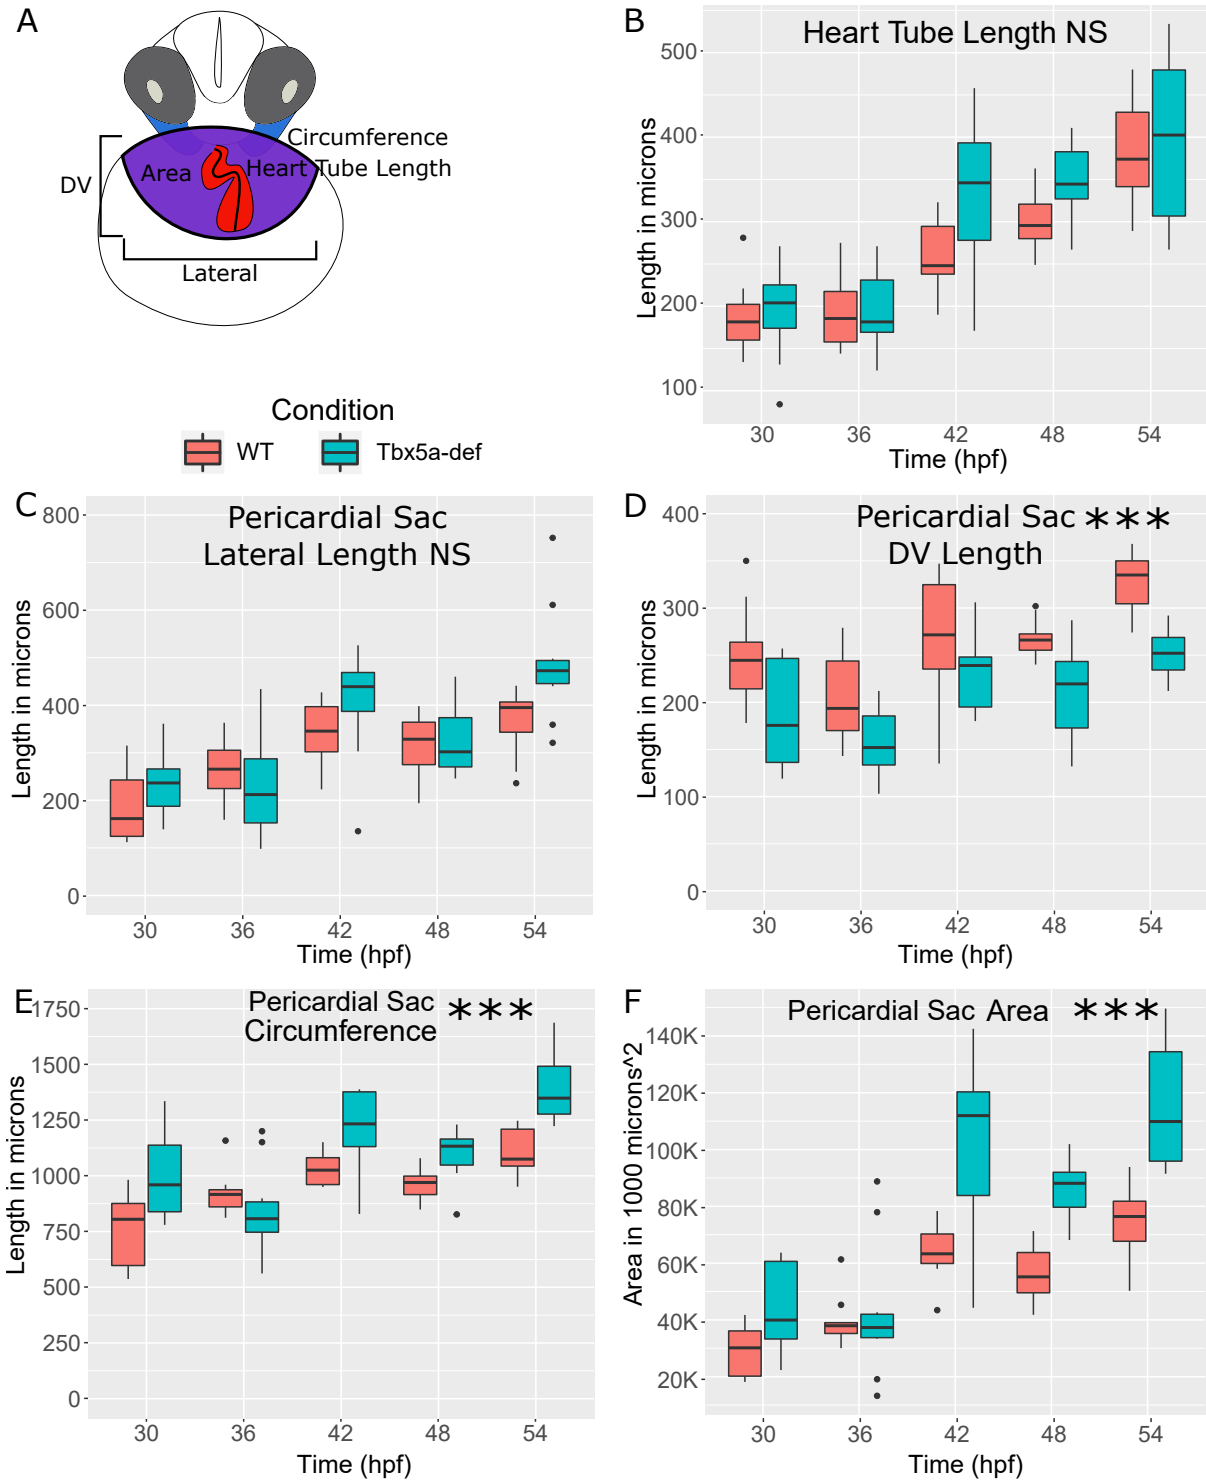 A
Circumference
Area
Heart Tube Length
DV
Lateral
Condition
WT
Tbx5a-def
B
Heart Tube Length NS
Length in microns
500
400
300
200
100
30
36
42
48
54
Time (hpf)
C
Pericardial Sac
Lateral Length NS
Length in microns
800
600
400
200
0
30
36
42
48
54
Time (hpf)
D
Pericardial Sac ***
DV Length
Length in microns
400
300
200
100
0
30
36
42
48
54
Time (hpf)
E
Pericardial Sac ***
Circumference
Length in microns
1750
1500
1250
1000
750
500
250
0
30
36
42
48
54
Time (hpf)
F
Pericardial Sac Area ***
Area in 1000 microns^2
140K
120K
100K
80K
60K
40K
20K
30
36
42
48
54
Time (hpf)